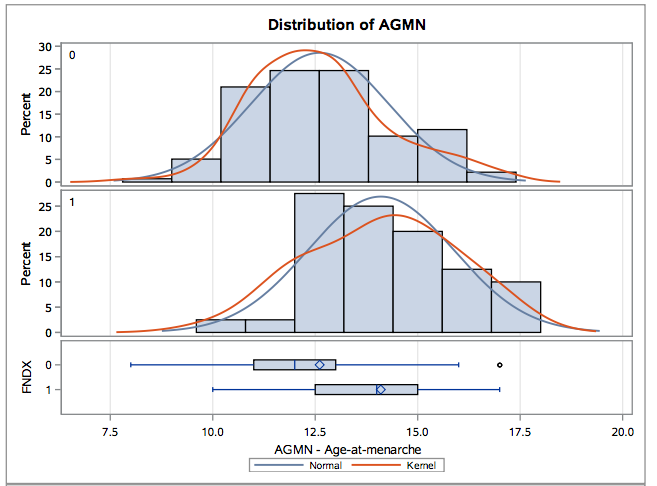 Distribution of AGMN
0
30
25
20
15
10
5
0
Percent
1
25
20
15
10
5
0
Percent
0
1
FNDX
7.5 10.0 12.5 15.0 17.5 20.0
AGMN - Age-at-menarche
Normal Kernel